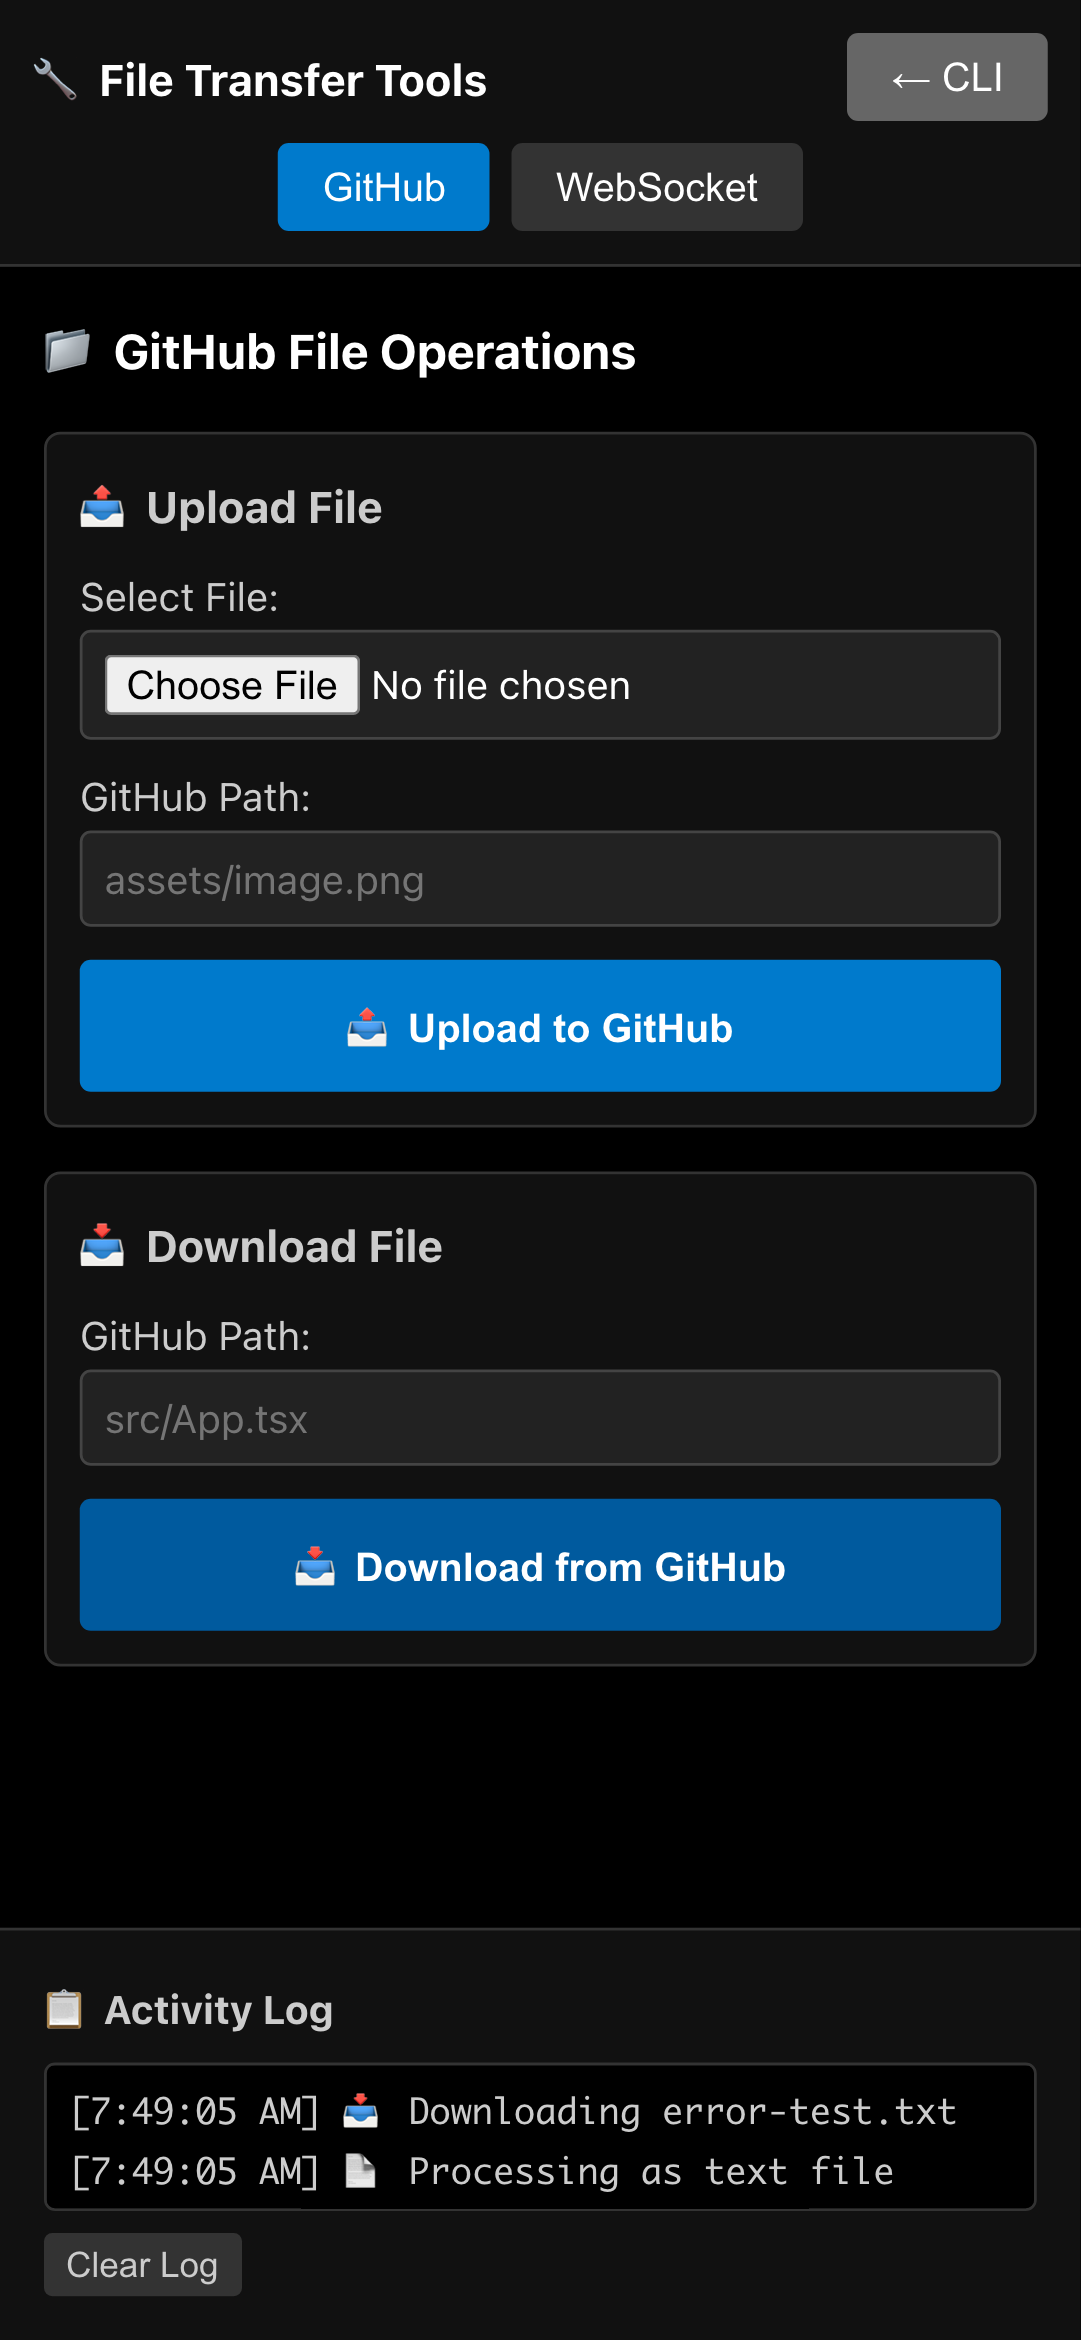 File Transfer Tools
← CLI
GitHub
WebSocket
GitHub File Operations
Upload File
Select File:
Choose File No file chosen
GitHub Path:
assets/image.png
Upload to GitHub
Download File
GitHub Path:
src/App.tsx
Download from GitHub
Activity Log
[7:49:05 AM] Downloading error-test.txt
[7:49:05 AM] Processing as text file
Clear Log